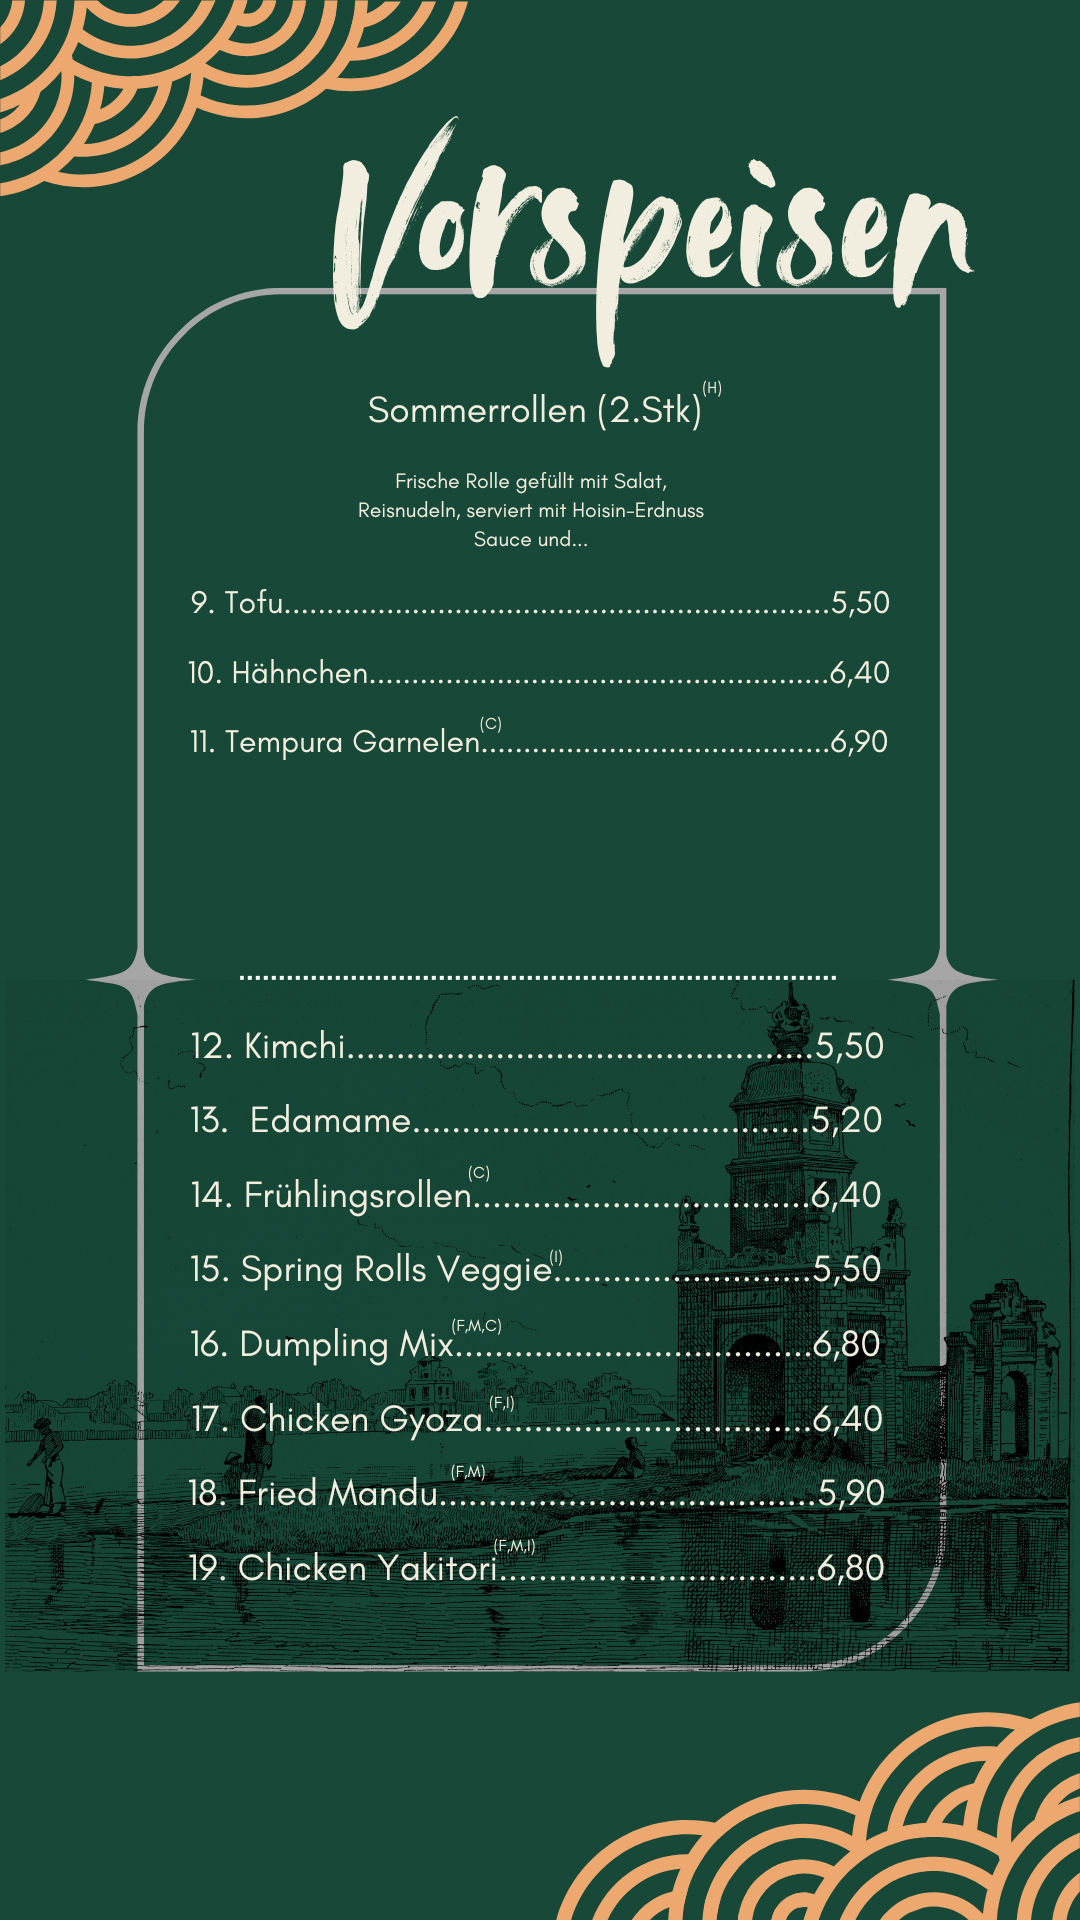 Vorspeisen
Sommerrollen (2.Stk)(H)
Frische Rolle gefüllt mit Salat,
Reisnudeln, serviert mit Hoisin-Erdnuss
Sauce und...
9. Tofu................................................................5,50
10. Hähnchen......................................................6,40
11. Tempura Garnelen(C).........................................6,90
12. Kimchi...............................................5,50
13. Edamame........................................5,20
14. Frühlingsrollen(C)..................................6,40
15. Spring Rolls Veggie(I)..........................5,50
16. Dumpling Mix(F,M,C)....................................6,80
17. Chicken Gyoza(F,I).................................6,40
18. Fried Mandu(F,M)......................................5,90
19. Chicken Yakitori(F,M,I)................................6,80